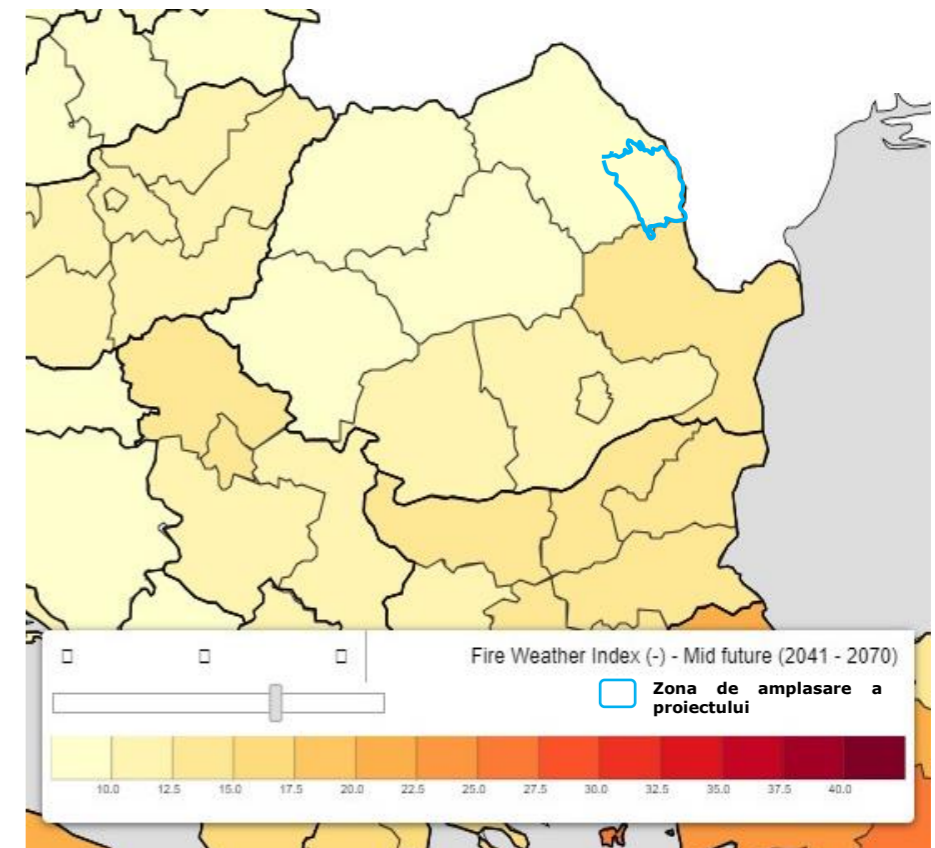 Fire Weather Index (-) - Mid future (2041 - 2070)
Zona de amplasare a
proiectului
10.0 12.5 15.0 17.5 20.0 22.5 25.0 27.5 30.0 32.5 35.0 37.5 40.0